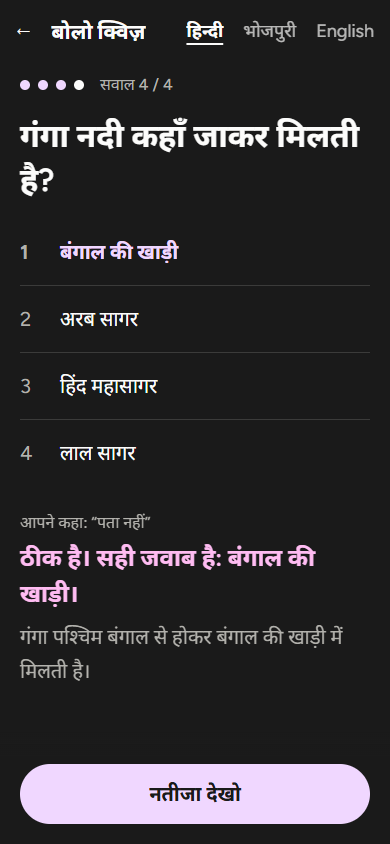 ← बोलो क्विज़ हिन्दी भोजपुरी English
सवाल 4 / 4
गंगा नदी कहाँ जाकर मिलती
है?
1 बंगाल की खाड़ी
2 अरब सागर
3 हिंद महासागर
4 लाल सागर
आपने कहा: “पता नहीं”
ठीक है। सही जवाब है: बंगाल की
खाड़ी।
गंगा पश्चिम बंगाल से होकर बंगाल की खाड़ी में
मिलती है।
नतीजा देखो